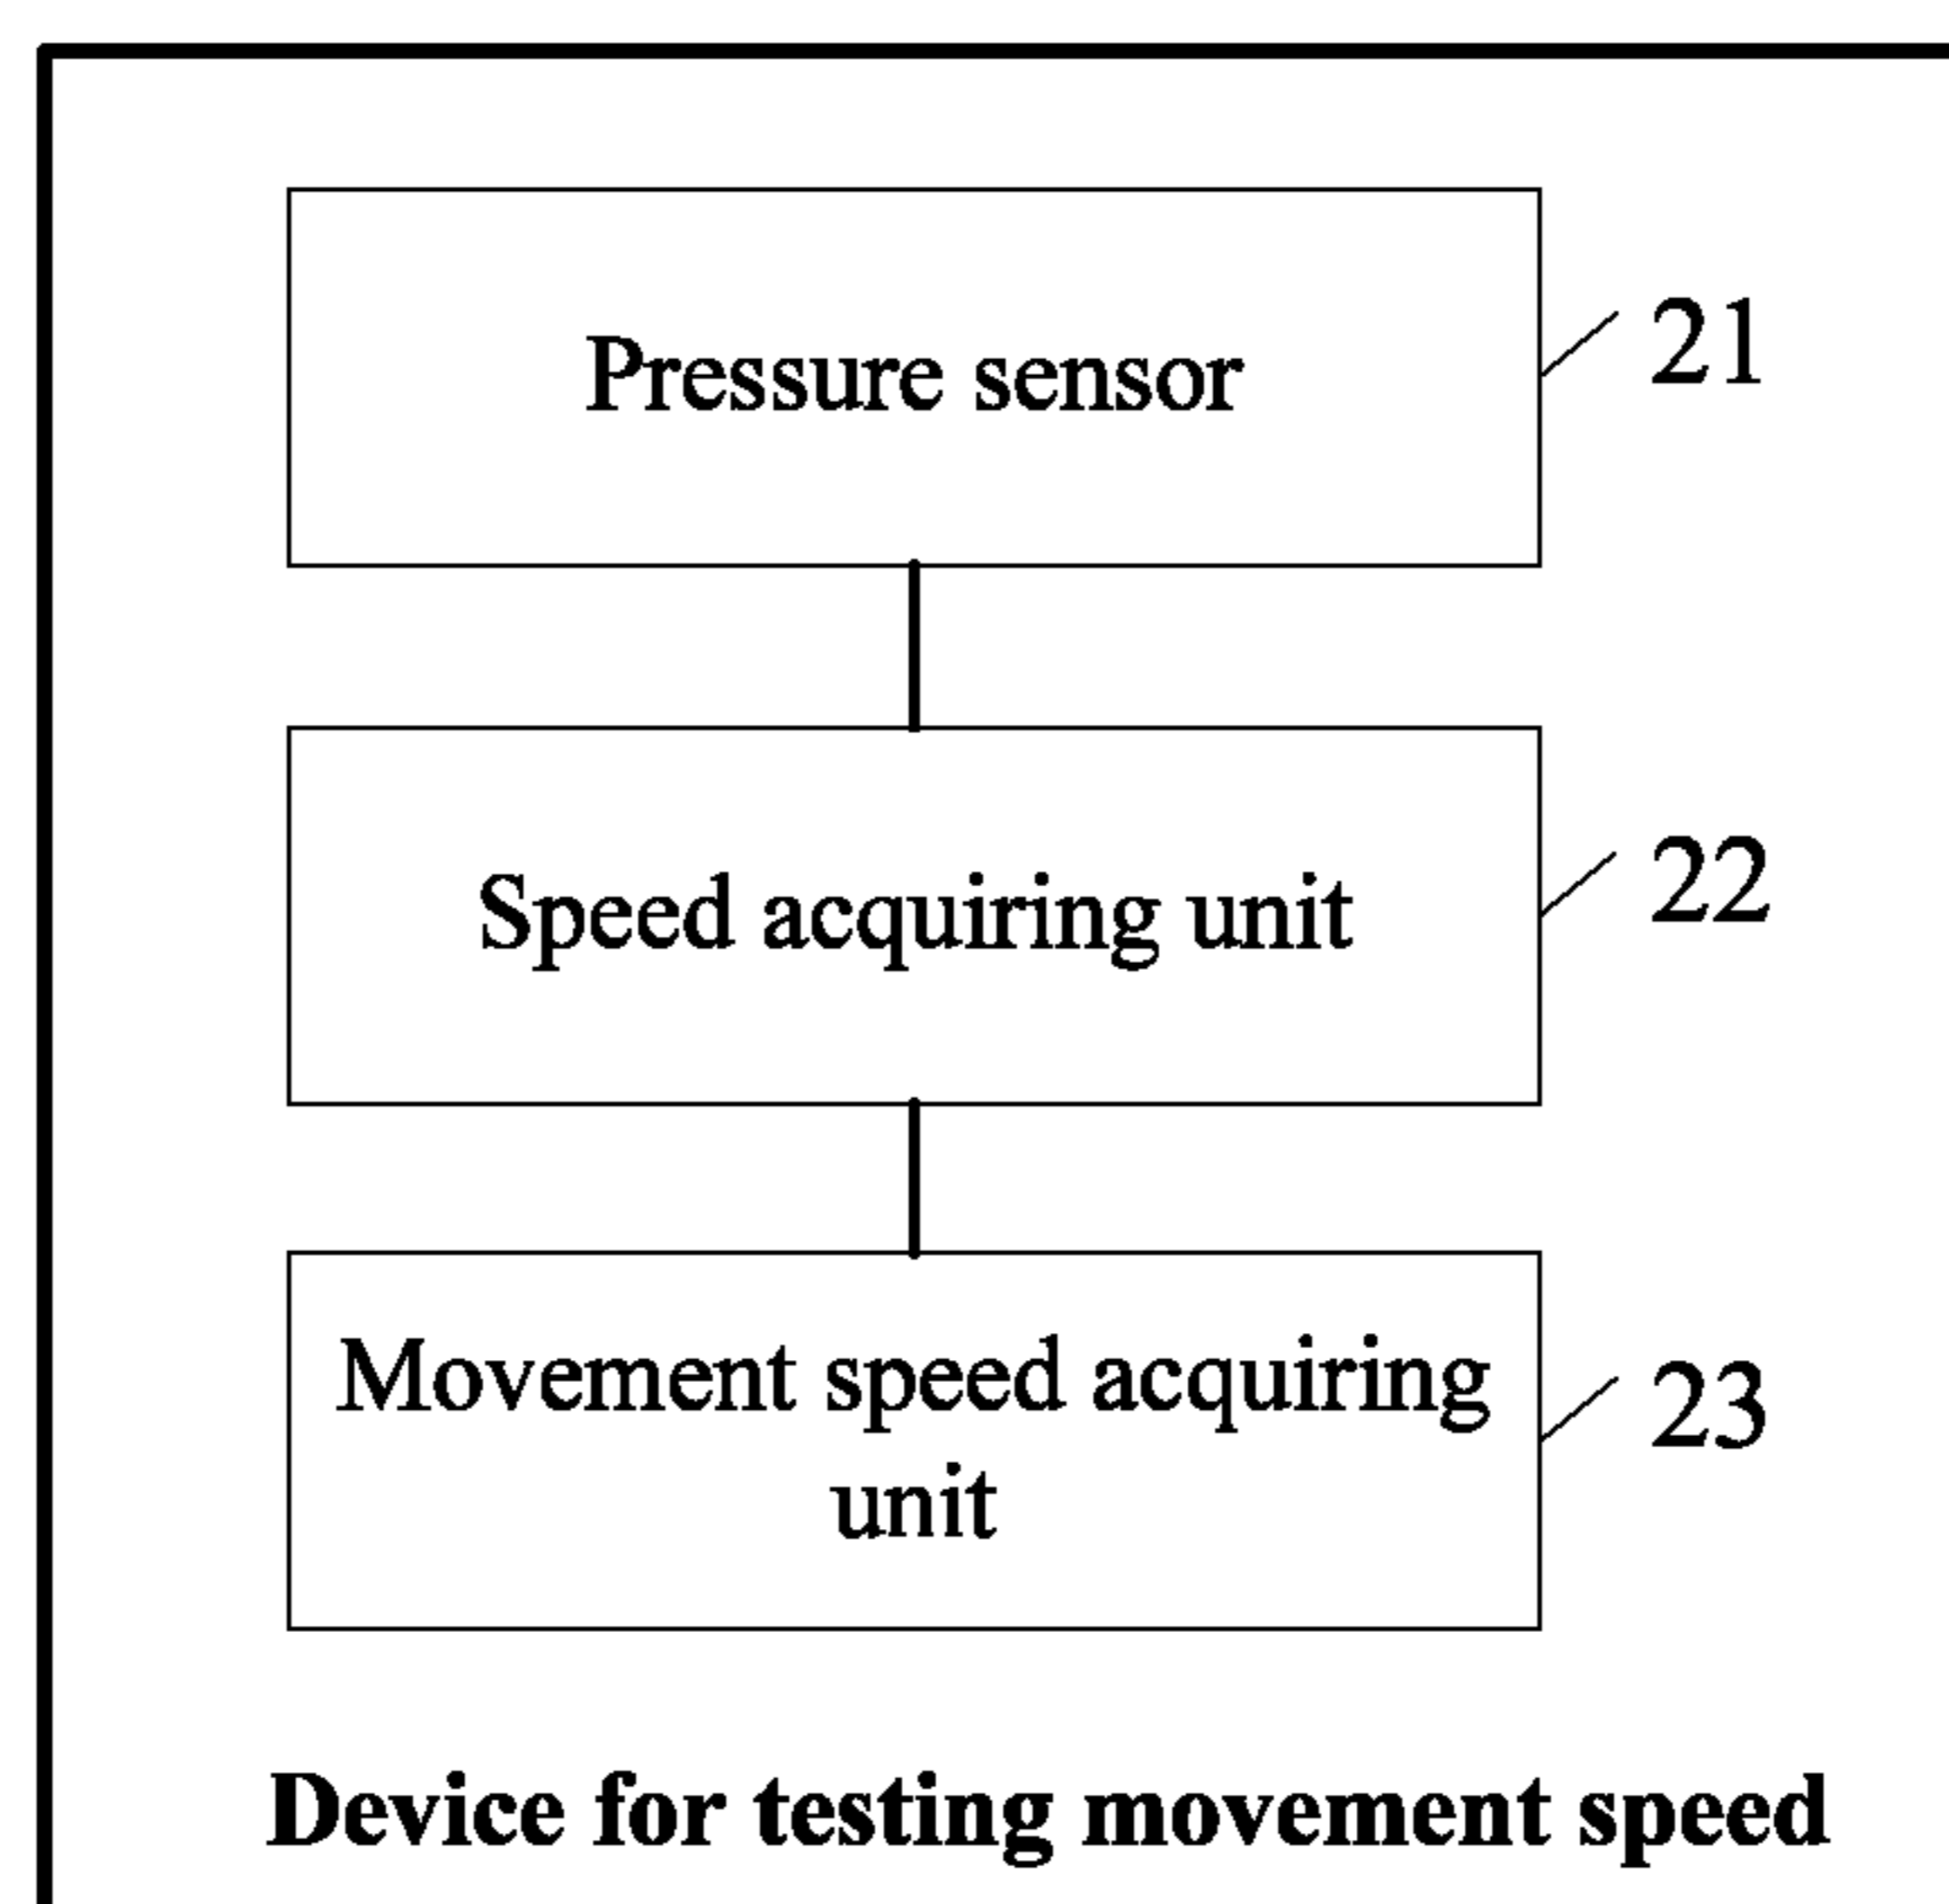 Pressure sensor
21
Speed acquiring unit
22
Movement speed acquiring
unit
23
Device for testing movement speed